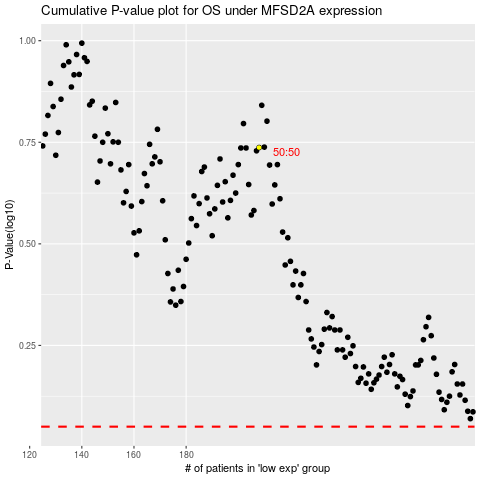 Cumulative P-value plot for OS under MFSD2A expression
1.00
0.75
0.50
0.25
P-Value(log10)
50:50
120 140 160 180
# of patients in 'low exp' group